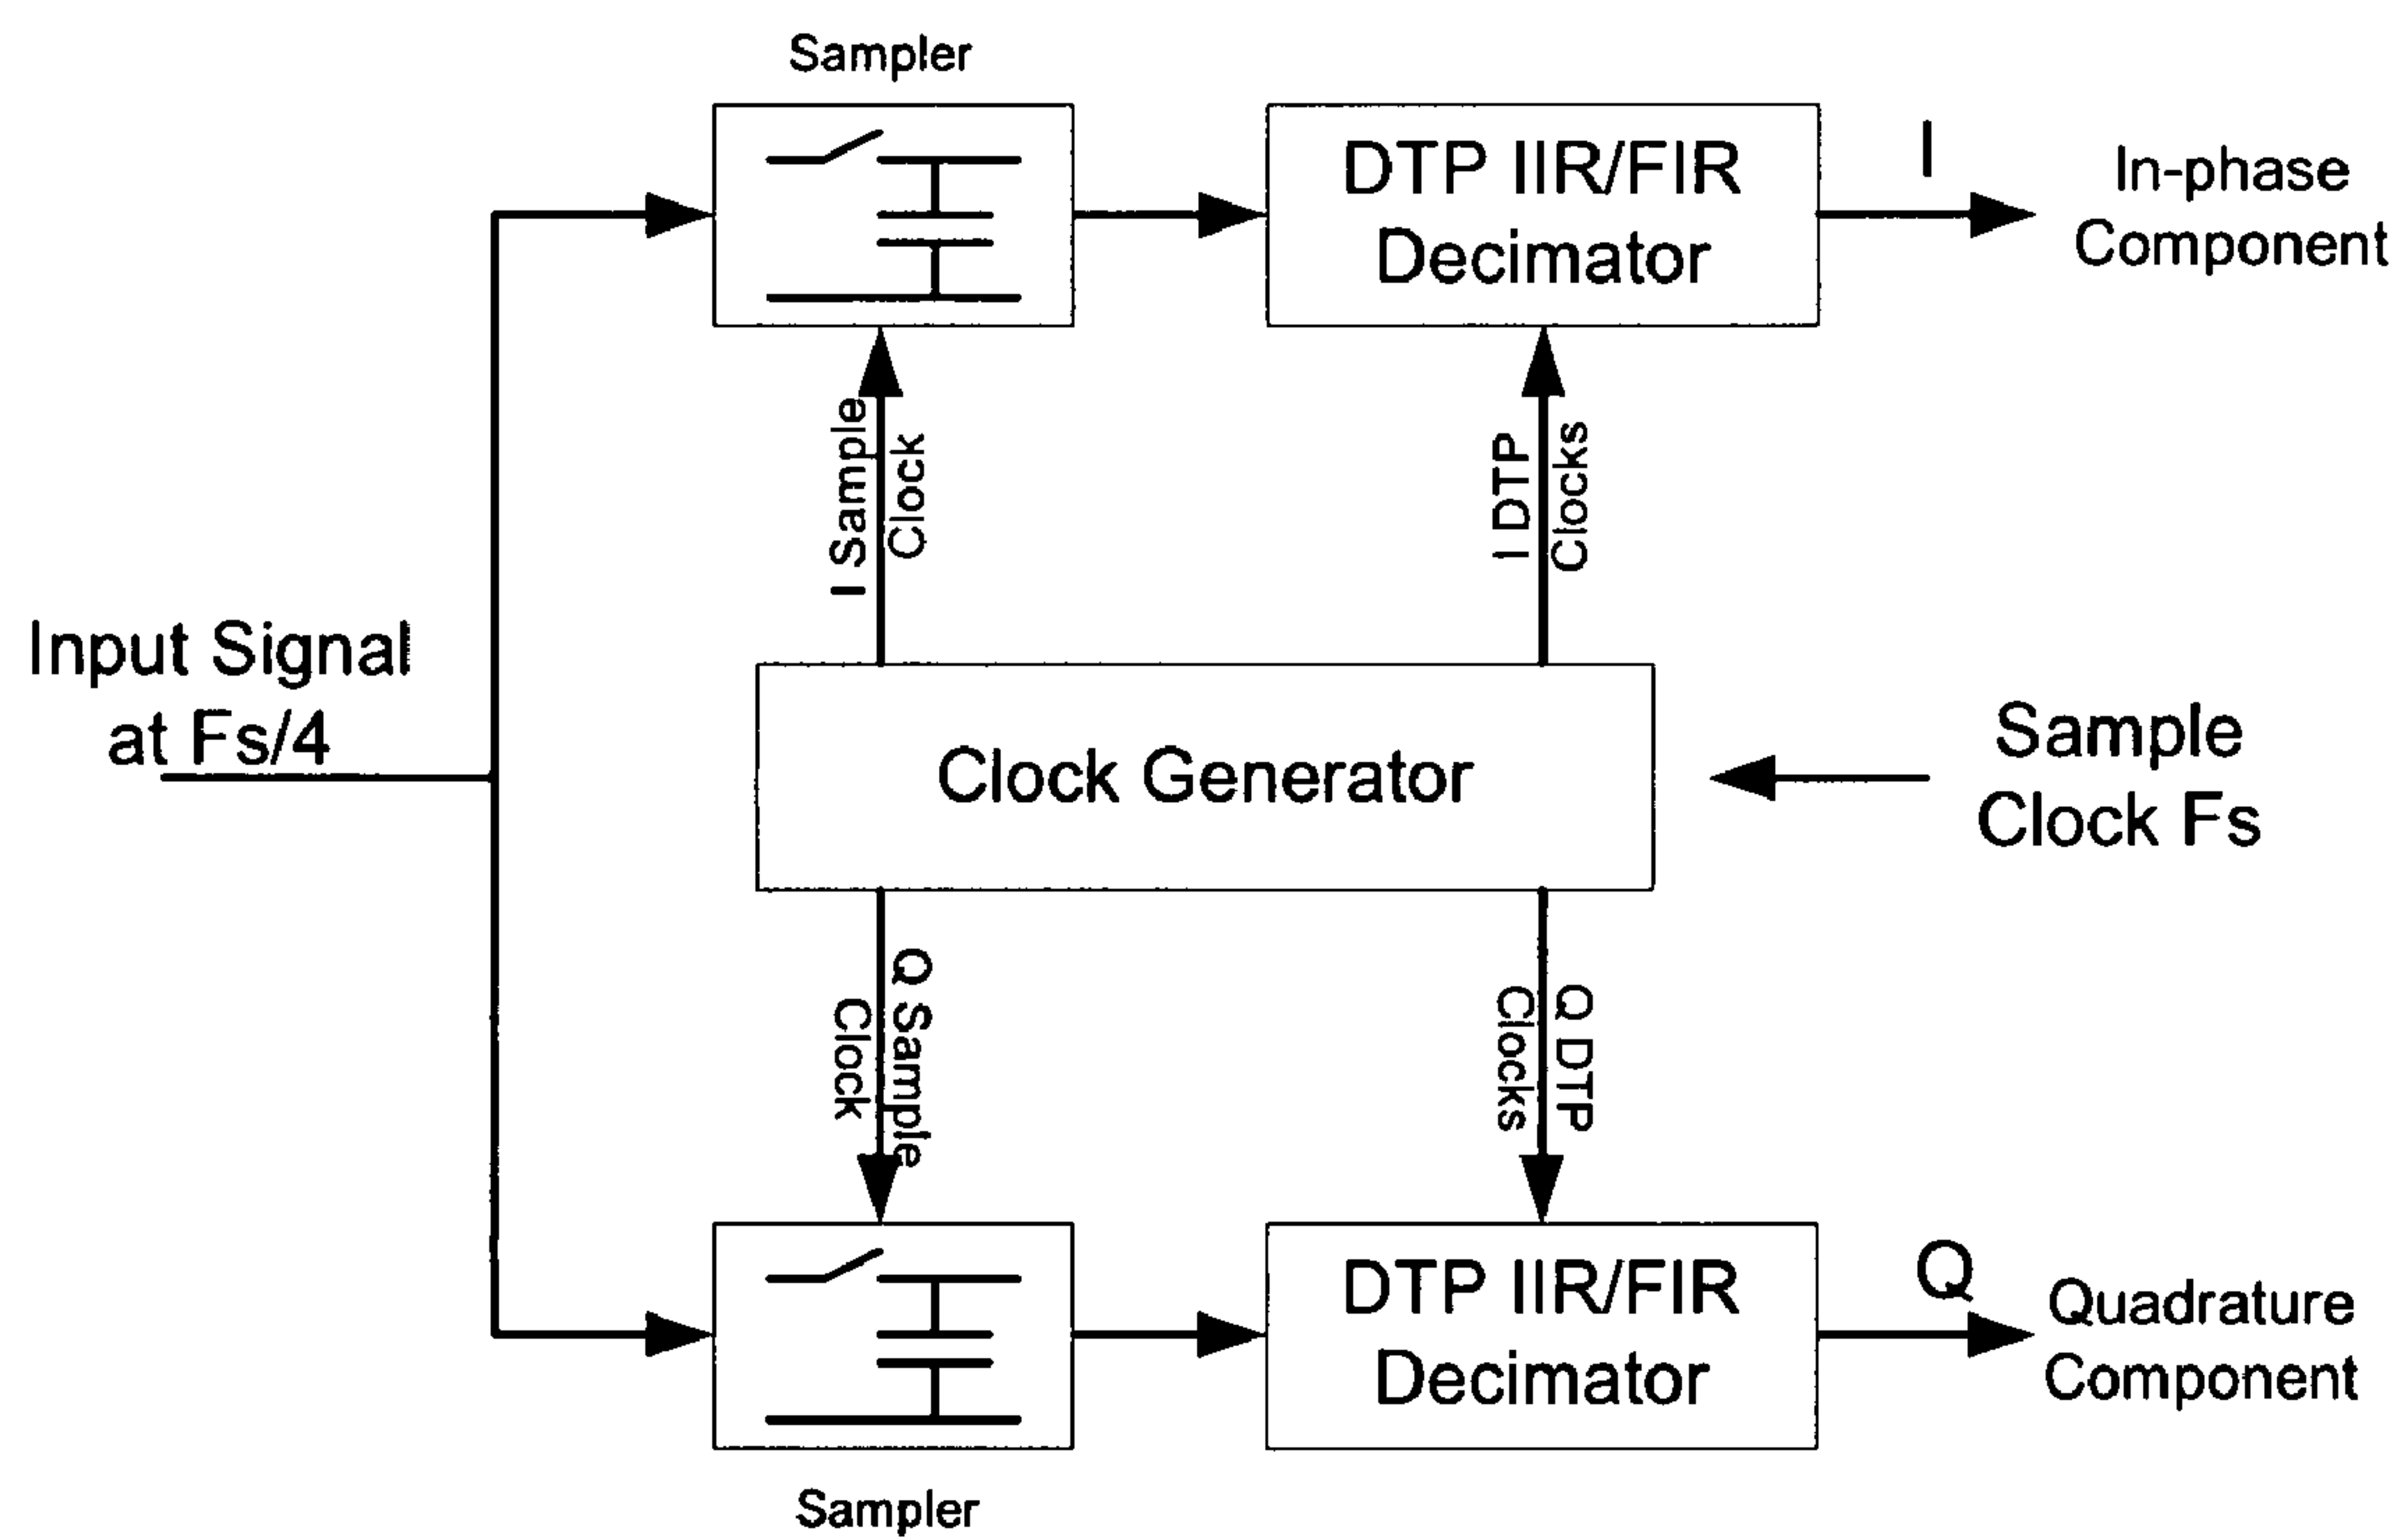 Sampler
DTP IIR/FIR
Decimator
I
In-phase
Component
I Sample
Clock
I DTP
Clocks
Input Signal
at Fs/4
Clock Generator
Sample
Clock Fs
Q Sample
Clock
Q DTP
Clocks
DTP IIR/FIR
Decimator
Q
Quadrature
Component
Sampler